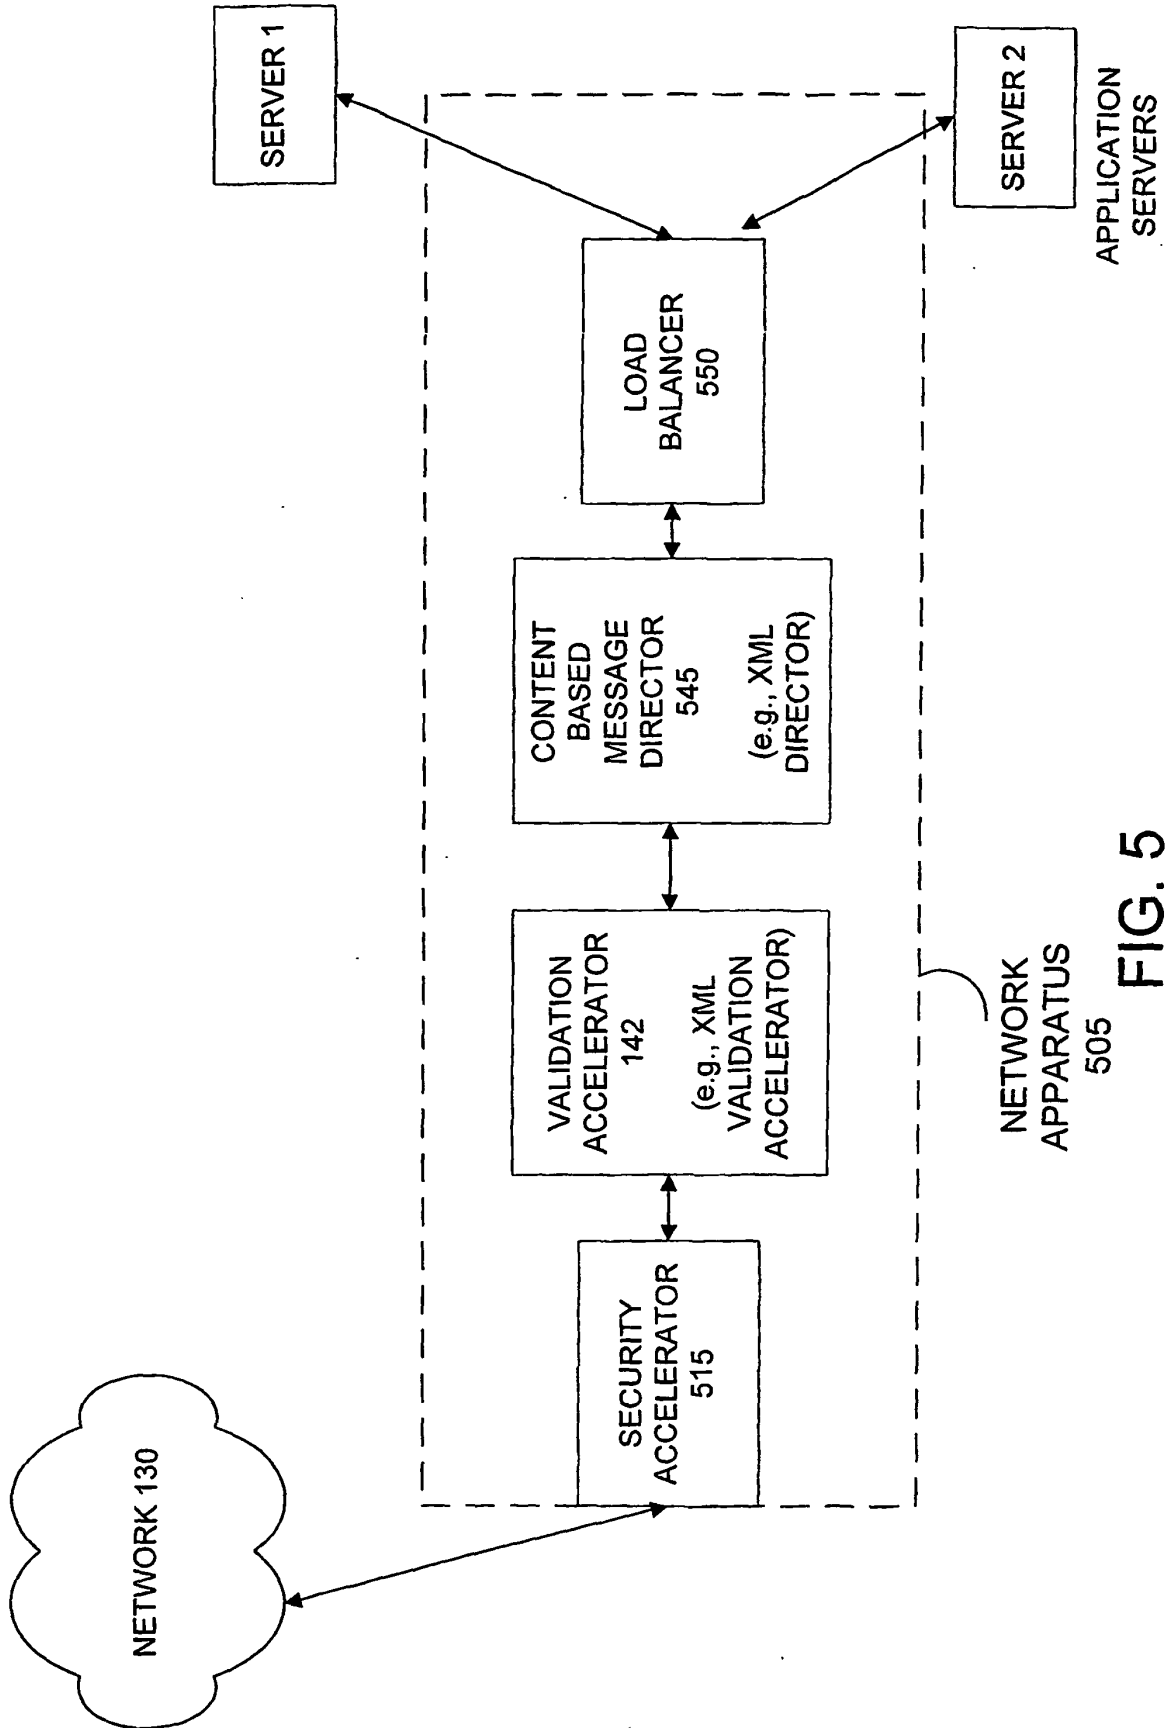 NETWORK 130
SECURITY
ACCELERATOR
515
VALIDATION
ACCELERATOR
142
(e.g., XML
VALIDATION
ACCELERATOR)
CONTENT
BASED
MESSAGE
DIRECTOR
545
(e.g., XML
DIRECTOR)
LOAD
BALANCER
550
SERVER 1
SERVER 2
APPLICATION
SERVERS
NETWORK
APPARATUS
505
FIG. 5